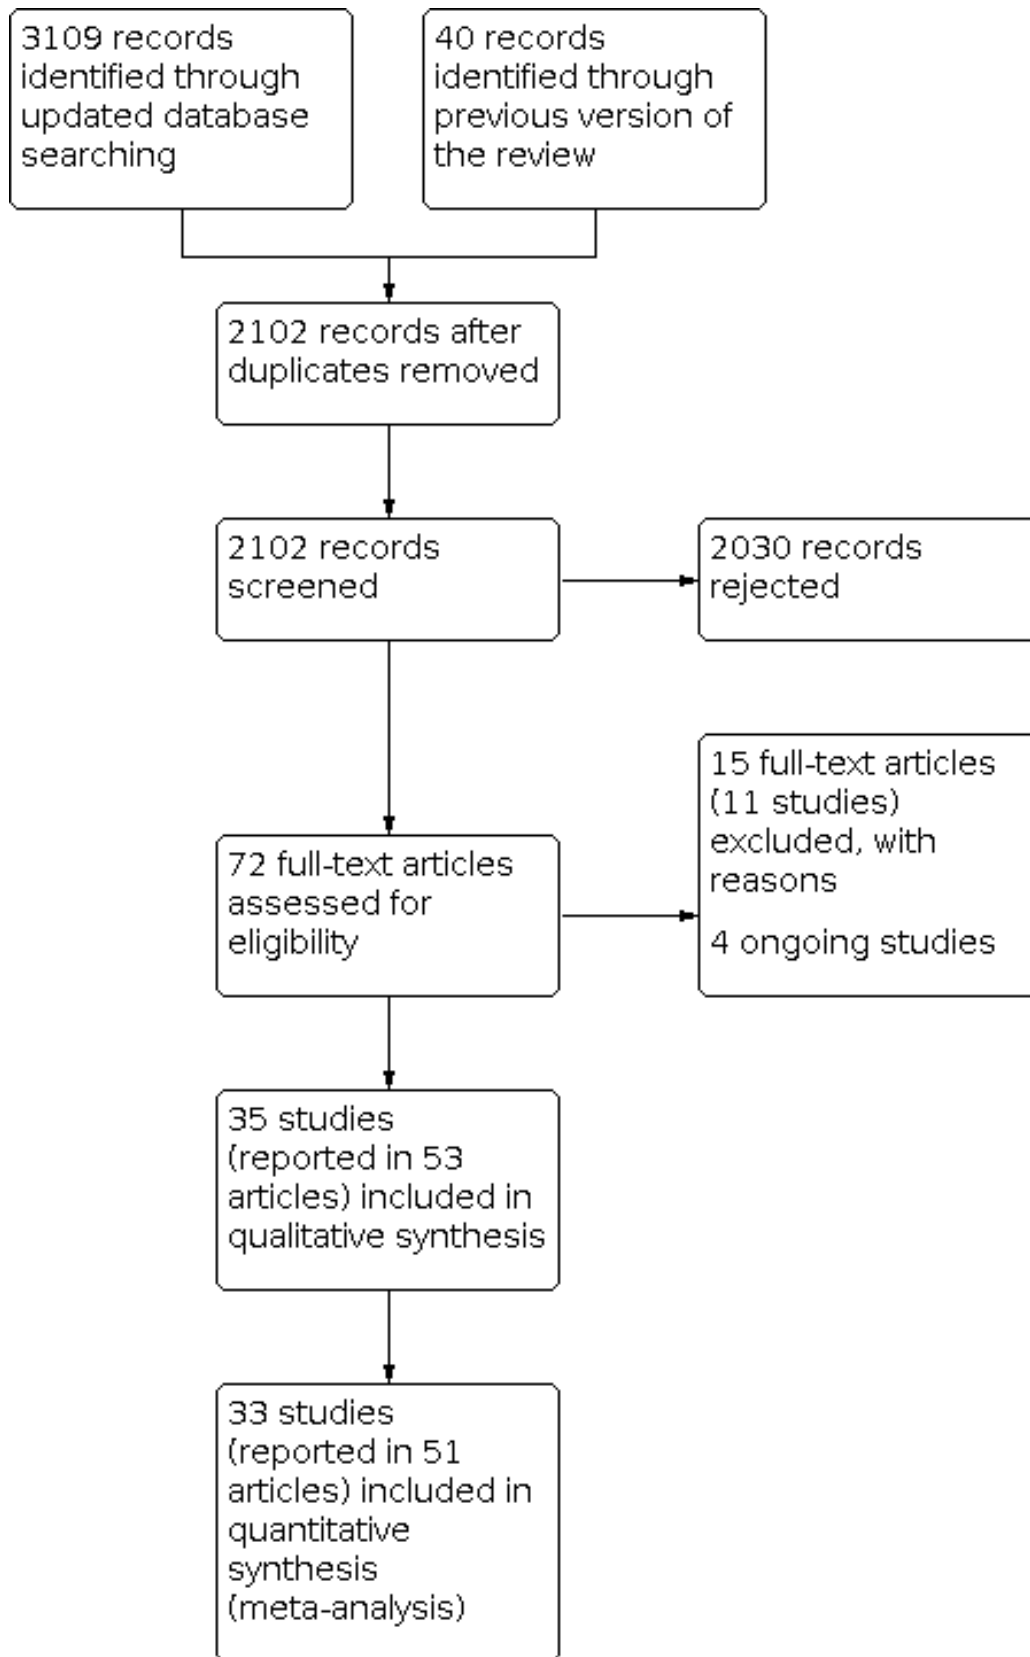 3109 records
identified through
updated database
searching
40 records
identified through
previous version of
the review
2102 records after
duplicates removed
2102 records
screened
2030 records
rejected
15 full-text articles
(11 studies)
excluded, with
reasons
4 ongoing studies
72 full-text articles
assessed for
eligibility
35 studies
(reported in 53
articles) included in
qualitative synthesis
33 studies
(reported in 51
articles) included in
quantitative
synthesis
(meta-analysis)